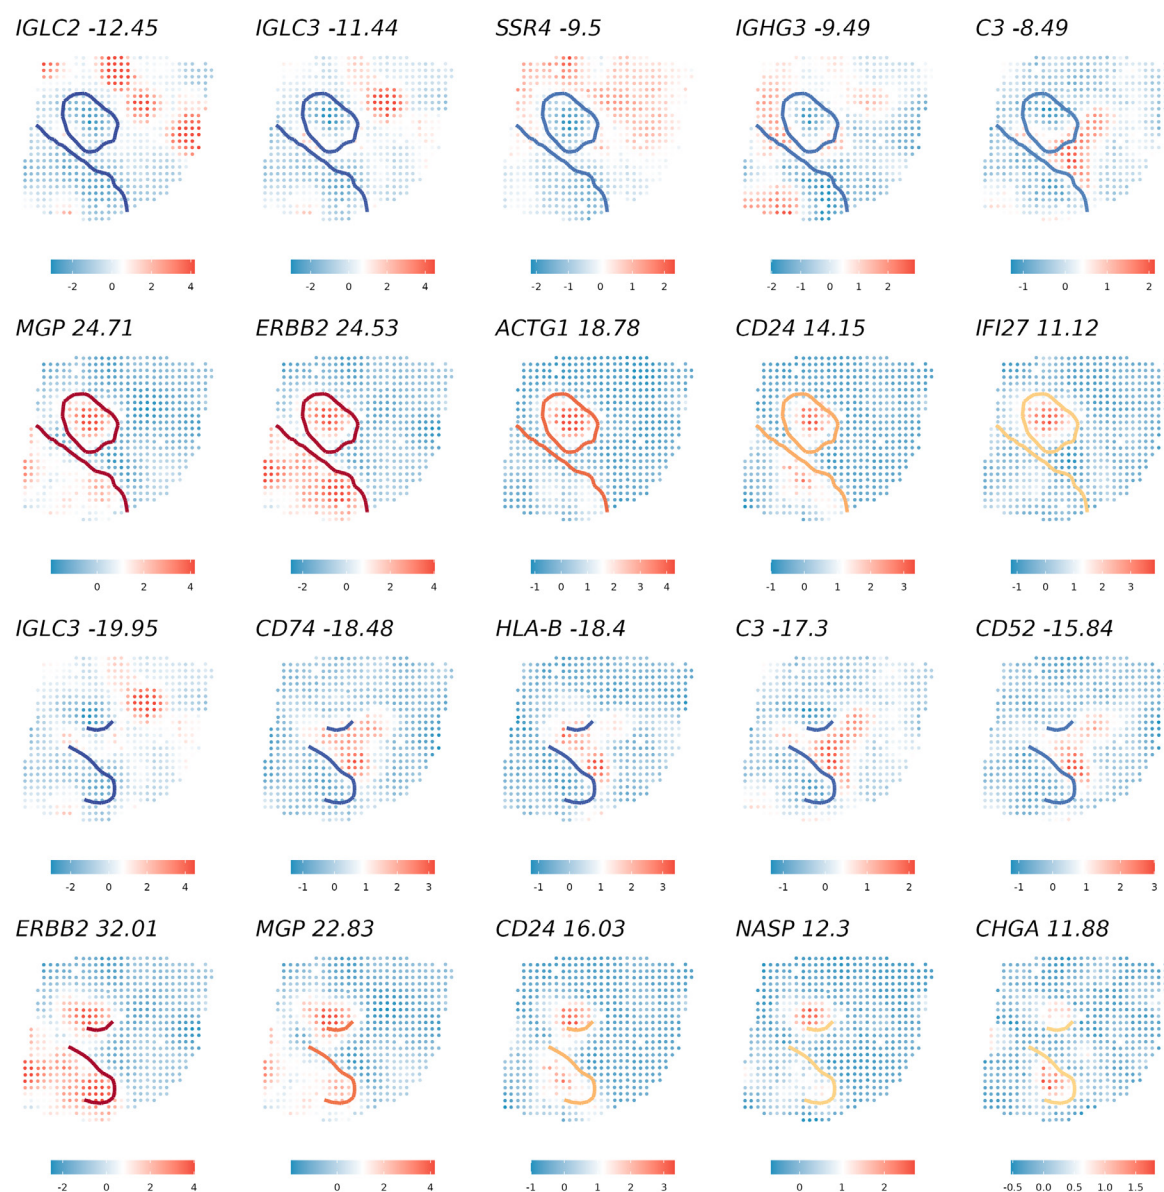 IGLC2 -12.45 IGLC3 -11.44 SSR4 -9.5 IGHG3 -9.49 C3 -8.49
-2 0 2 4 -2 0 2 4 -2 -1 0 1 2 -2 -1 0 1 2 -1 0 1 2
MGP 24.71 ERBB2 24.53 ACTG1 18.78 CD24 14.15 IFI27 11.12
0 2 4 -2 0 2 4 -1 0 1 2 3 4 -1 0 1 2 3 -1 0 1 2 3
IGLC3 -19.95 CD74 -18.48 HLA-B -18.4 C3 -17.3 CD52 -15.84
-2 0 2 4 -1 0 1 2 3 -1 0 1 2 3 -1 0 1 2 -1 0 1 2 3
ERBB2 32.01 MGP 22.83 CD24 16.03 NASP 12.3 CHGA 11.88
-2 0 2 4 0 2 4 -1 0 1 2 3 0 1 2 -0.5 0.0 0.5 1.0 1.5